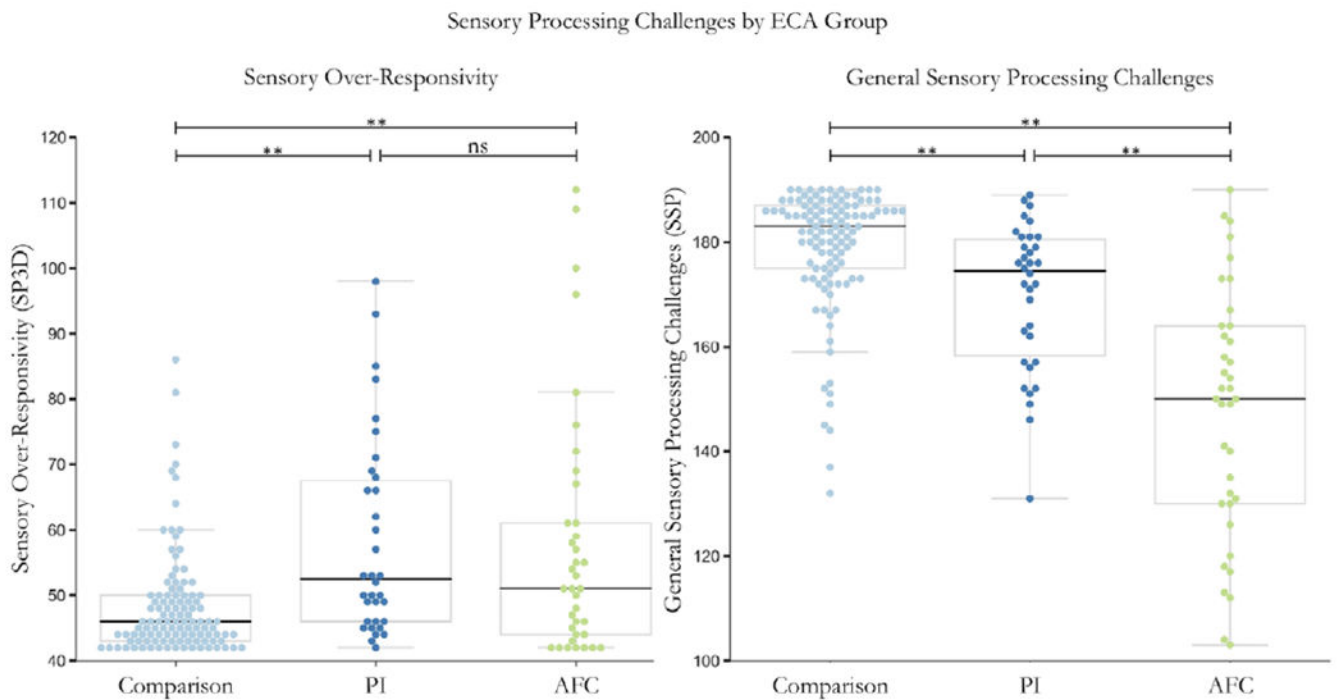 Sensory Processing Challenges by ECA Group
Sensory Over-Responsivity
Sensory Over-Responsivity (SP3D)
120
110
100
90
80
70
60
50
40
**
**
ns
Comparison
PI
AFC
General Sensory Processing Challenges
General Sensory Processing Challenges (SSP)
200
180
160
140
120
100
**
**
**
Comparison
PI
AFC